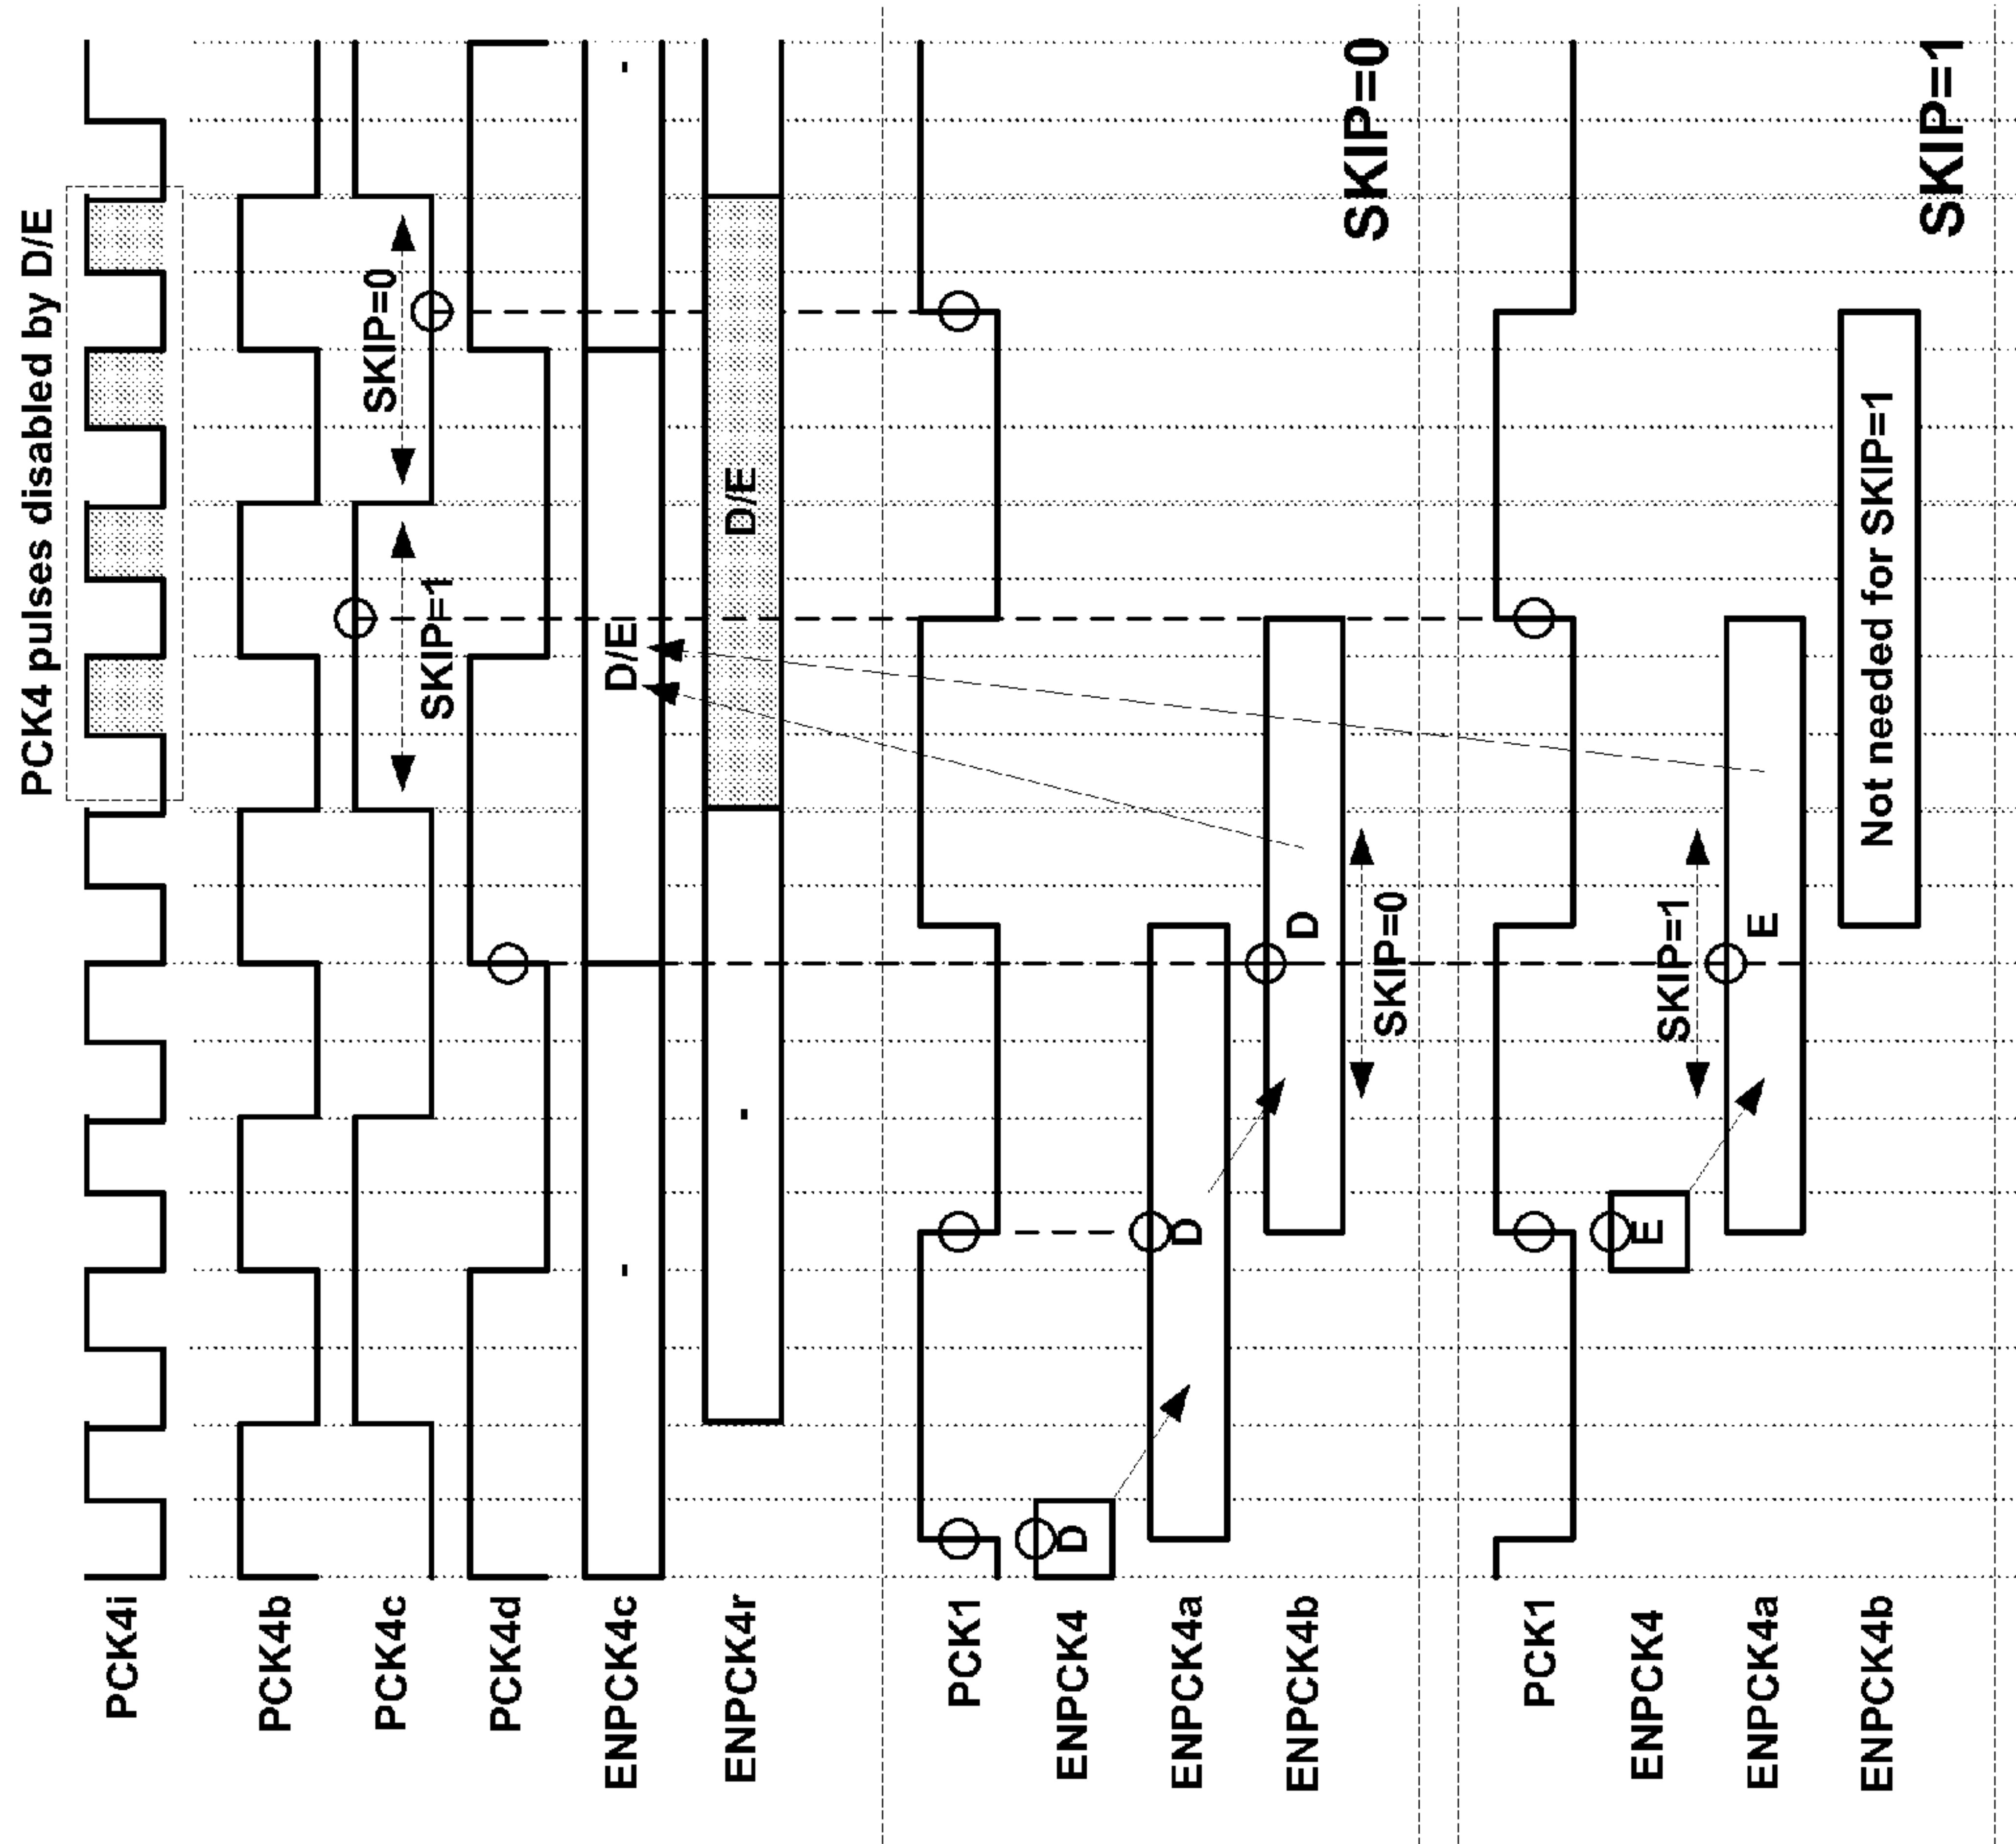 PCK4 pulses disabled by D/E
PCK4i
PCK4b
PCK4c
SKIP=1
SKIP=0
PCK4d
ENPCK4c
-
D/E
-
ENPCK4r
-
D/E
PCK1
ENPCK4
D
ENPCK4a
D
ENPCK4b
D
SKIP=0
SKIP=0
PCK1
ENPCK4
E
SKIP=1
ENPCK4a
E
ENPCK4b
Not needed for SKIP=1
SKIP=1